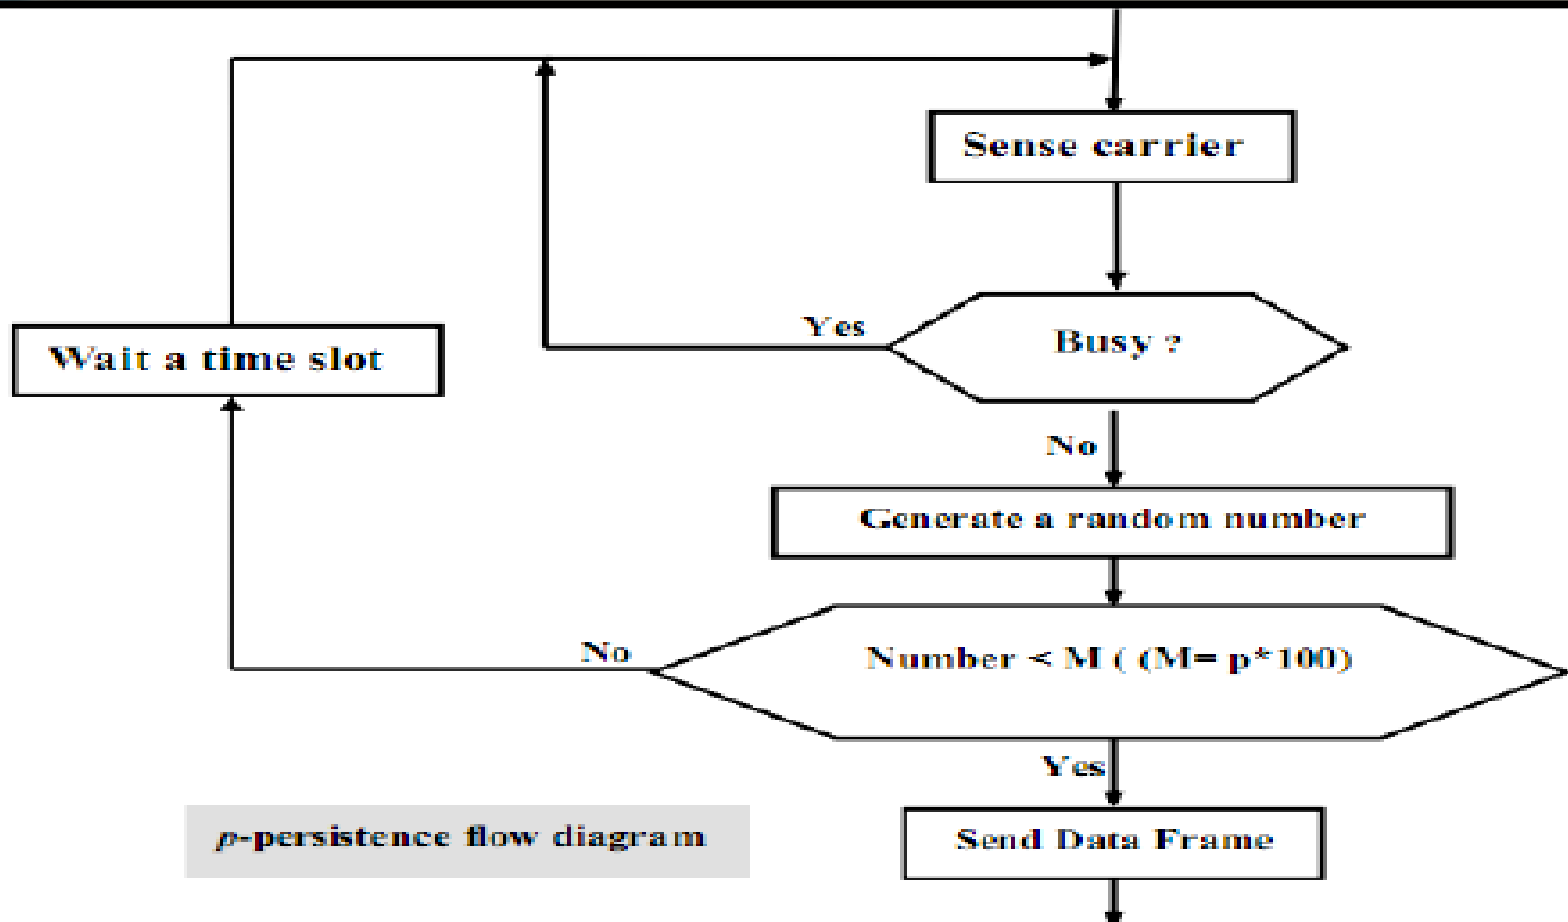 Sense carrier
Yes
Busy ?
Wait a time slot
No
Generate a random number
No
Number < M ( (M= p*100)
Yes
p-persistence flow diagram
Send Data Frame